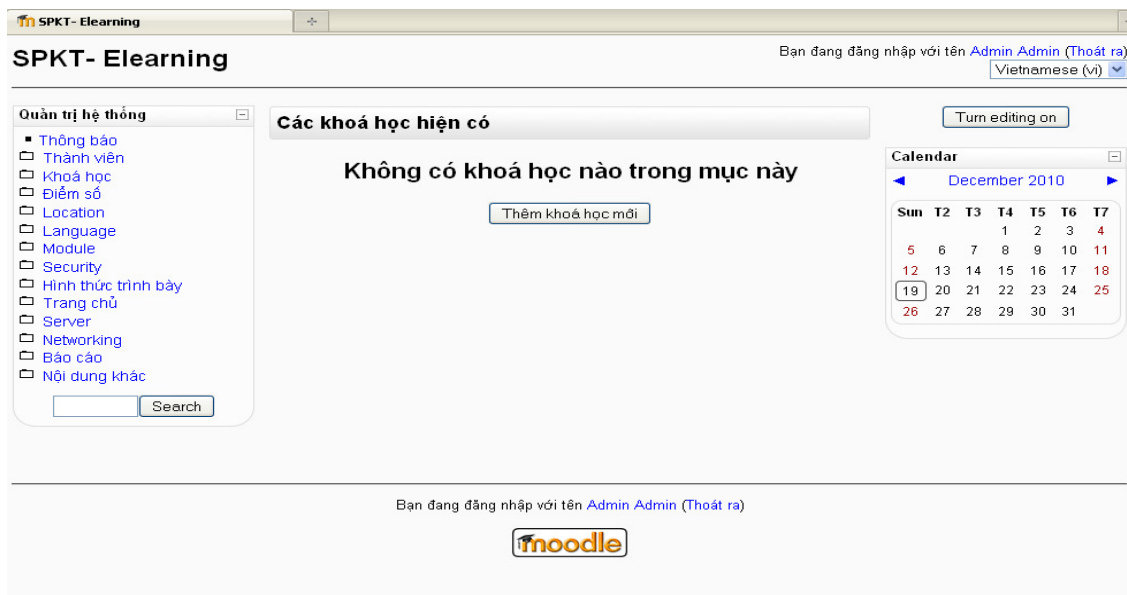 SPKT- Elearning
SPKT- Elearning
Bạn đang đăng nhập với tên Admin Admin (Thoát ra)
Vietnamese (vi)
Quản trị hệ thống
Thông báo
Thành viên
Khoá học
Điểm số
Location
Language
Module
Security
Hình thức trình bày
Trang chủ
Server
Networking
Báo cáo
Nội dung khác
Search
Các khoá học hiện có
Không có khoá học nào trong mục này
Thêm khoá học mới
Turn editing on
Calendar
December 2010
Sun T2 T3 T4 T5 T6 T7
1 2 3 4
5 6 7 8 9 10 11
12 13 14 15 16 17 18
19 20 21 22 23 24 25
26 27 28 29 30 31
Bạn đang đăng nhập với tên Admin Admin (Thoát ra)
moodle